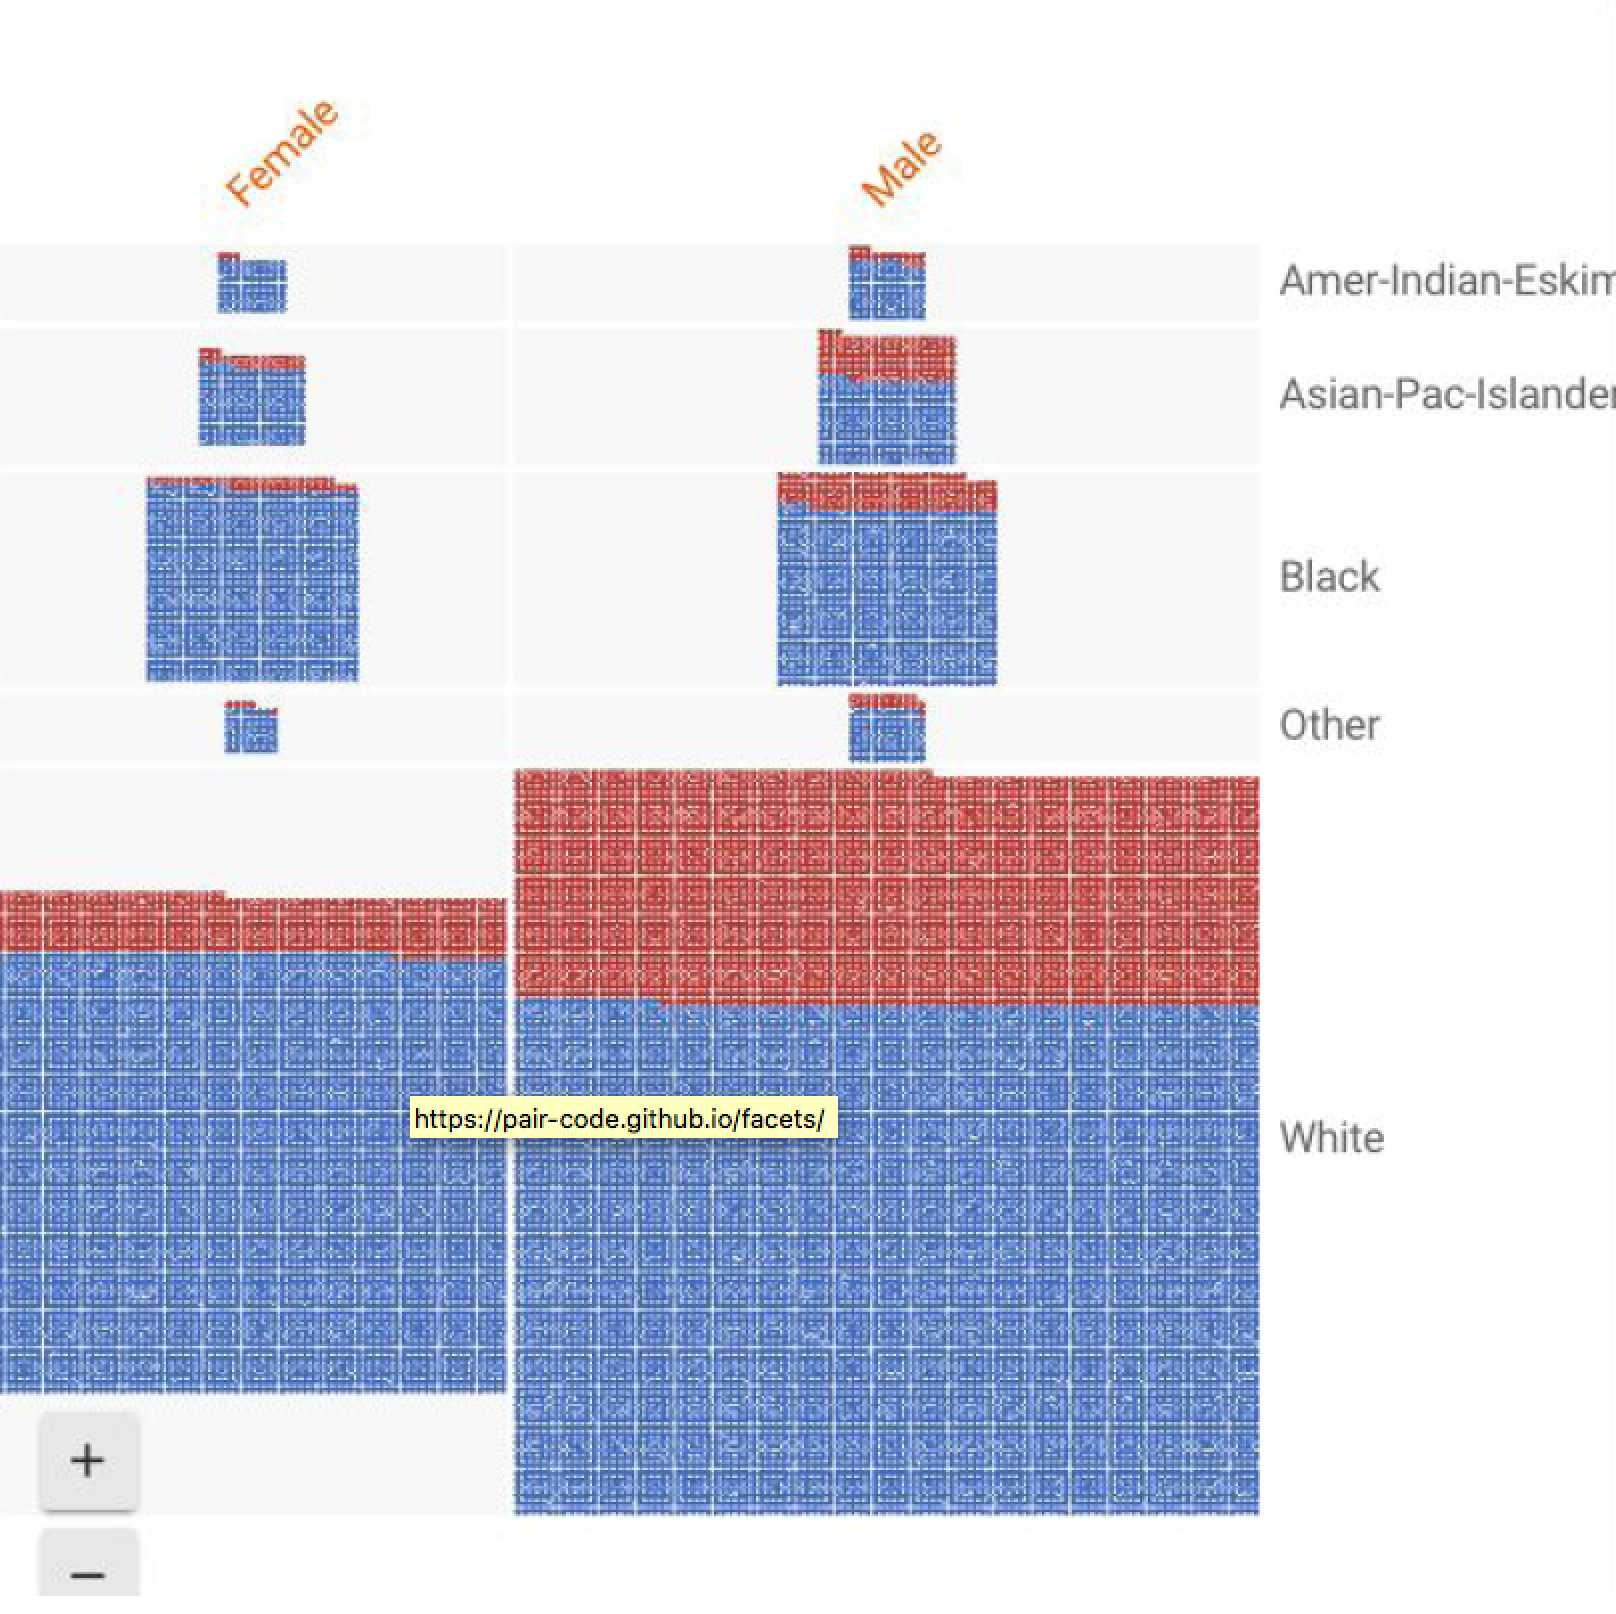 Female
Male
Amer-Indian-Eskim
Asian-Pac-Islander
Black
Other
https://pair-code.github.io/facets/
White
+
−